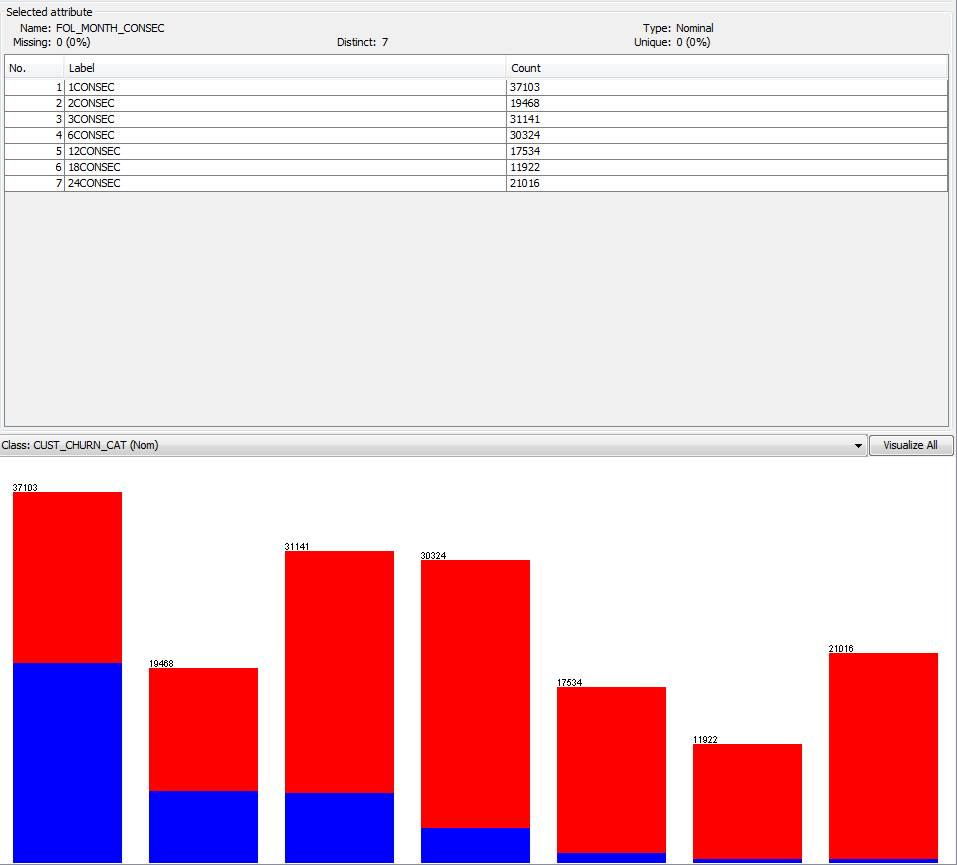 Selected attribute
Name: FOL_MONTH_CONSEC Type: Nominal
Missing: 0 (0%) Distinct: 7 Unique: 0 (0%)
No. Label Count
1 1CONSEC 37103
2 2CONSEC 19468
3 3CONSEC 31141
4 6CONSEC 30324
5 12CONSEC 17534
6 18CONSEC 11922
7 24CONSEC 21016
Class: CUST_CHURN_CAT (Nom) Visualize All
37103
31141
30324
21016
19468
17534
11922